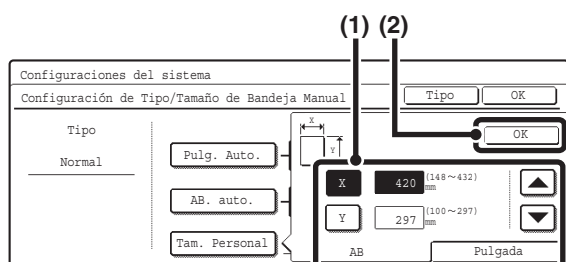 (1) (2)
Configuraciones del sistema
Configuración de Tipo/Tamaño de Bandeja Manual Tipo OK
Tipo
Normal
Pulg. Auto.
AB. auto.
Tam. Personal
X
Y
OK
X 420 (148～432) mm
Y 297 (100～297) mm
AB Pulgada